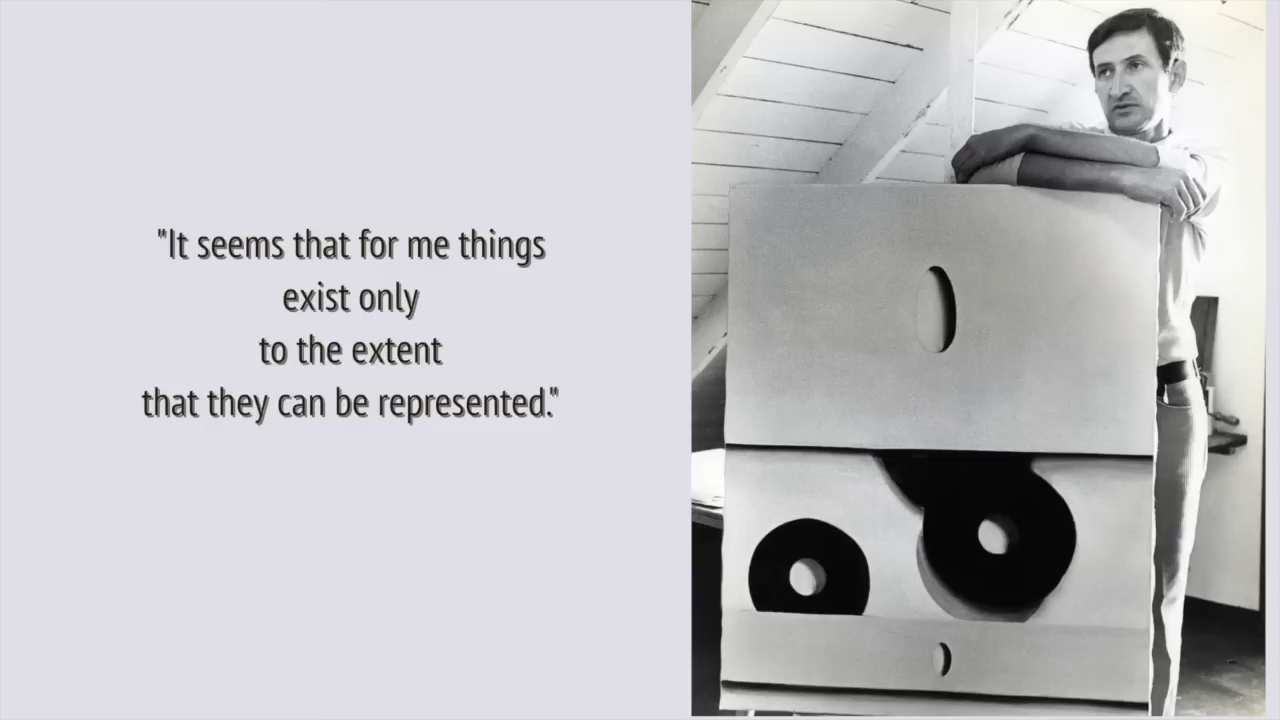 "It seems that for me things
exist only
to the extent
that they can be represented."